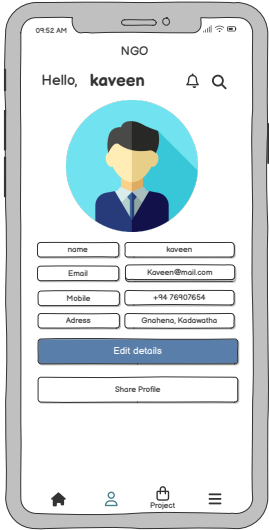 09:52 AM
NGO
Hello, kaveen
name kaveen
Email Kaveen@mail.com
Mobile +94 76907654
Adress Gnahena, Kadawatha
Edit details
Share Profile
Project